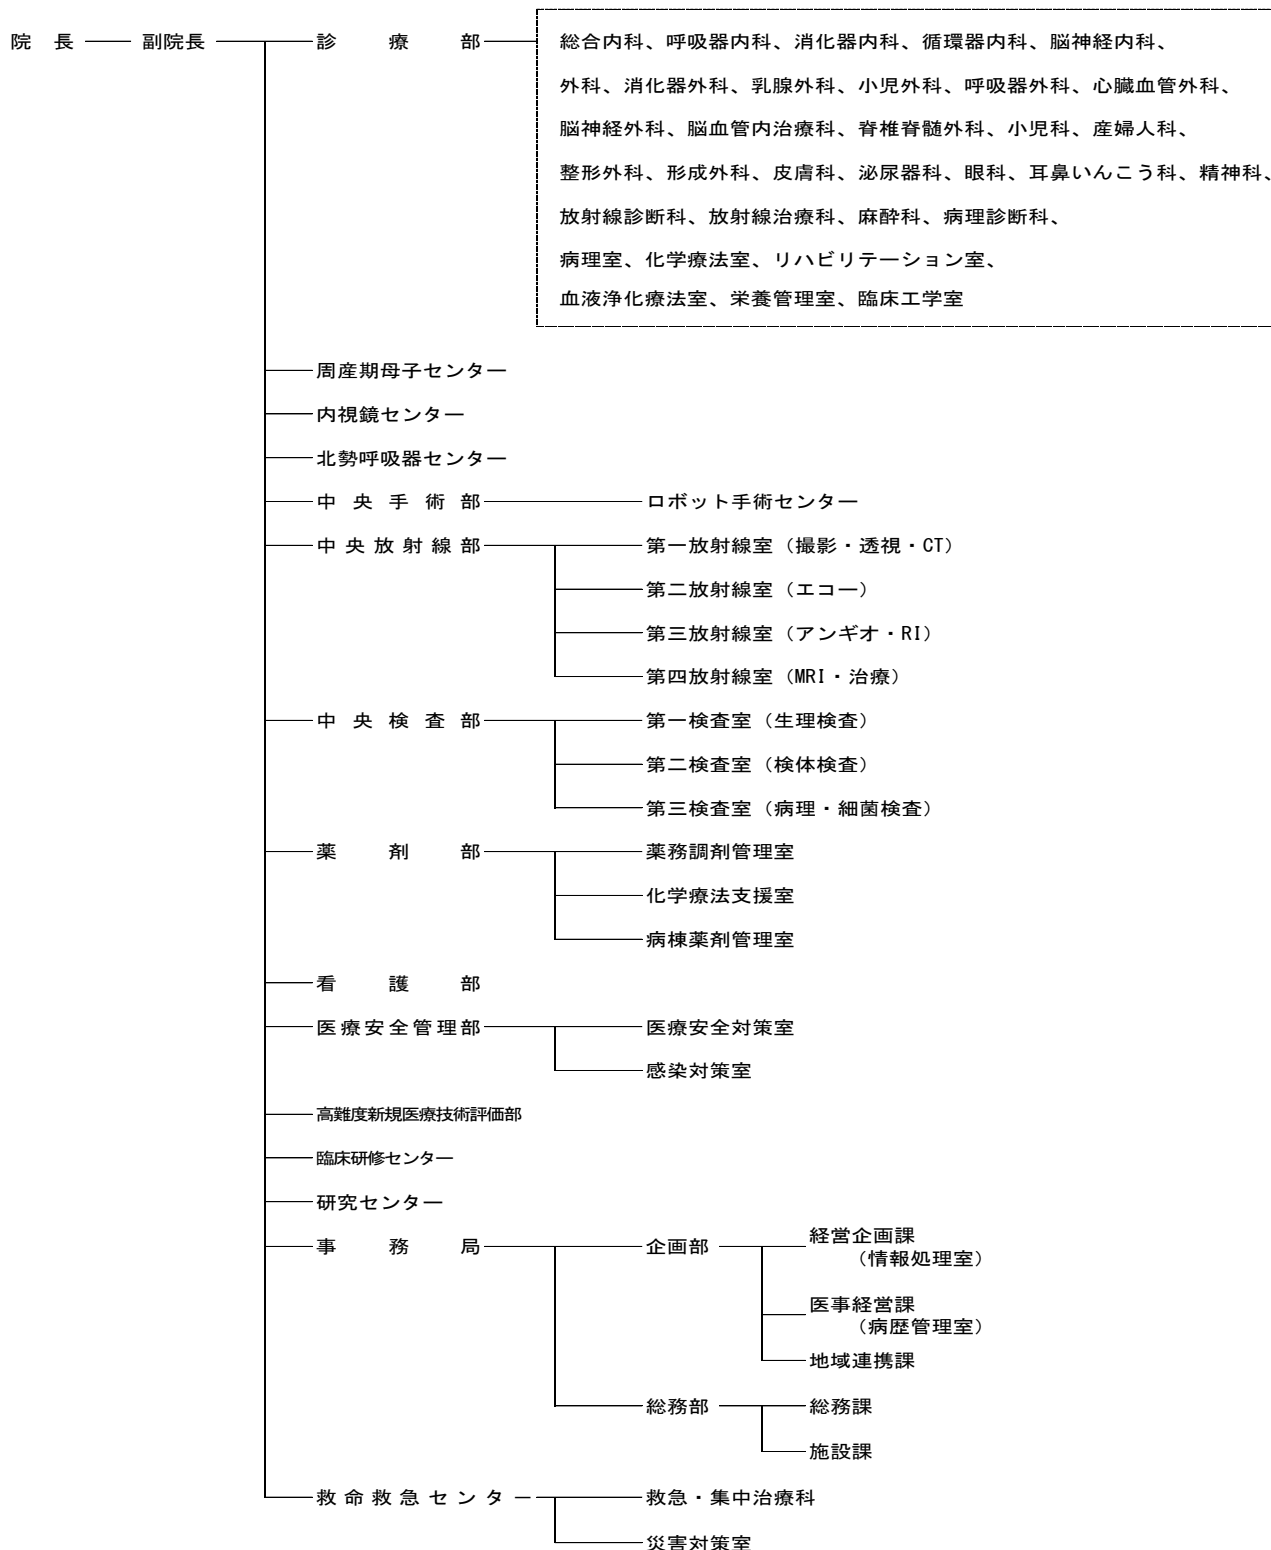 院　長 副院長 診　療　部 総合内科、呼吸器内科、消化器内科、循環器内科、脳神経内科、
外科、消化器外科、乳腺外科、小児外科、呼吸器外科、心臓血管外科、
脳神経外科、脳血管内治療科、脊椎脊髄外科、小児科、産婦人科、
整形外科、形成外科、皮膚科、泌尿器科、眼科、耳鼻いんこう科、精神科、
放射線診断科、放射線治療科、麻酔科、病理診断科、
病理室、化学療法室、リハビリテーション室、
血液浄化療法室、栄養管理室、臨床工学室
周産期母子センター
内視鏡センター
北勢呼吸器センター
中央手術部 ロボット手術センター
中央放射線部 第一放射線室（撮影・透視・CT）
第二放射線室（エコー）
第三放射線室（アンギオ・RI）
第四放射線室（MRI・治療）
中央検査部 第一検査室（生理検査）
第二検査室（検体検査）
第三検査室（病理・細菌検査）
薬　剤　部 薬務調剤管理室
化学療法支援室
病棟薬剤管理室
看　護　部
医療安全管理部 医療安全対策室
感染対策室
高難度新規医療技術評価部
臨床研修センター
研究センター
事　務　局 企画部 経営企画課
（情報処理室）
医事経営課
（病歴管理室）
地域連携課
総務部 総務課
施設課
救命救急センター 救急・集中治療科
災害対策室